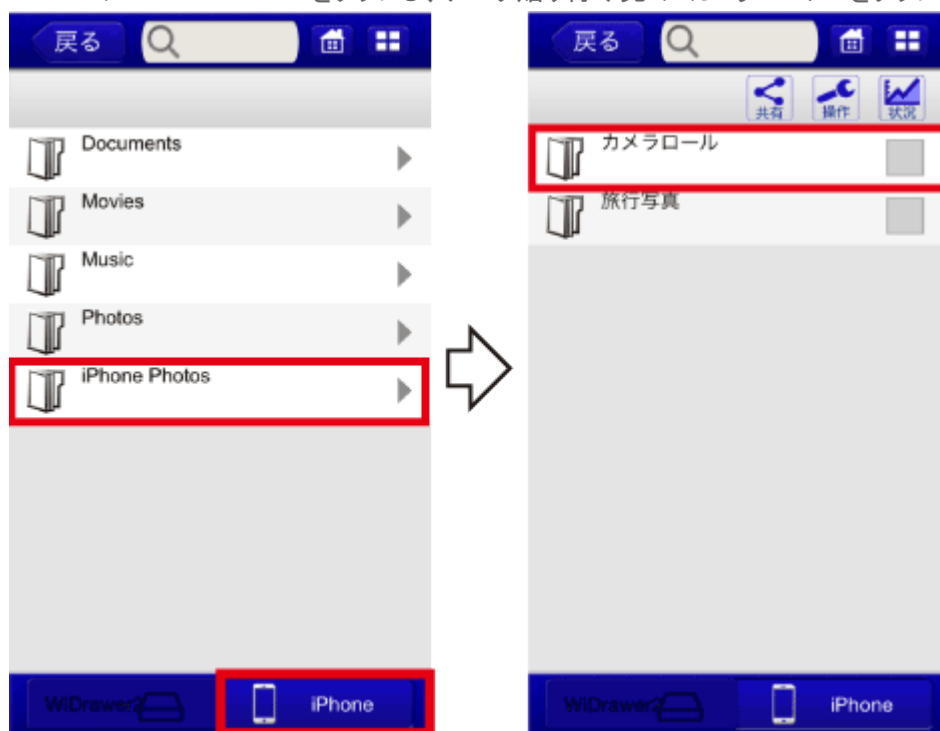 戻る
Documents
Movies
Music
Photos
iPhone Photos
WiDrawer2
iPhone
戻る
共有
操作
状況
カメラロール
旅行写真
WiDrawer2
iPhone